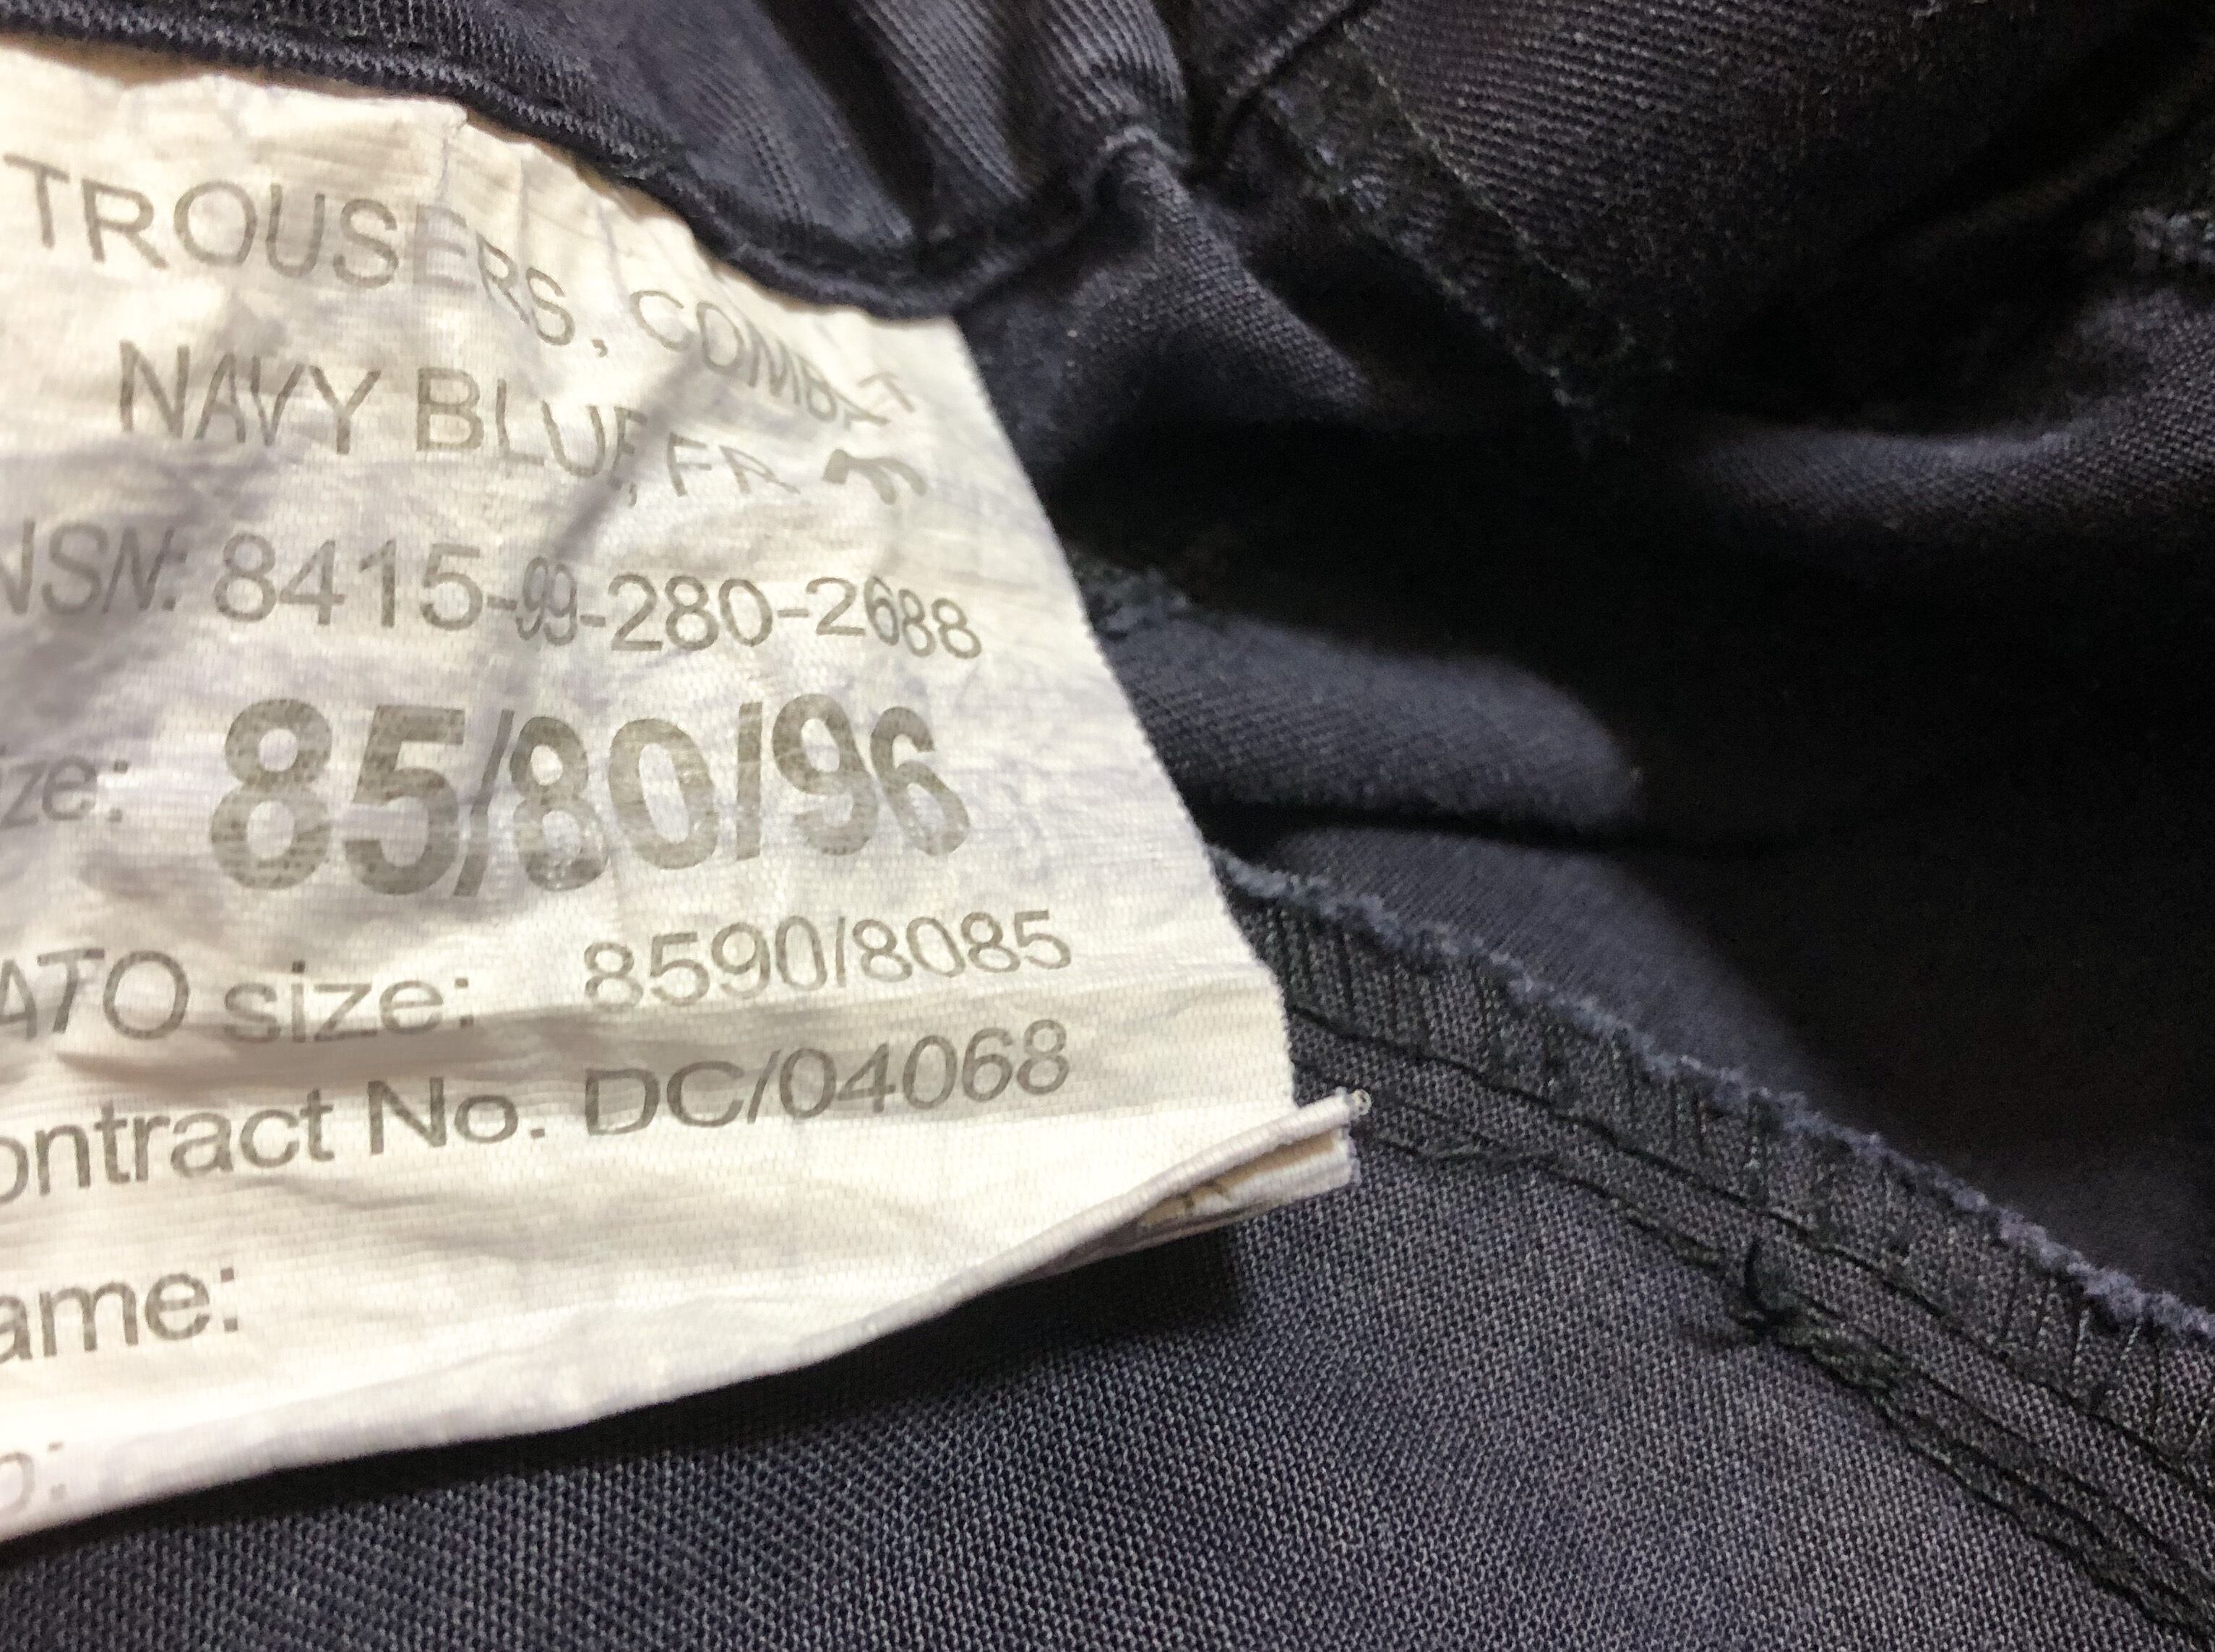 TROUSERS, COMBAT
NAVY BLUE, FR
NSN: 8415-99-280-2688
ize: 85/80/96
ATO size: 8590/8085
ontract No. DC/04068
ame:
o: